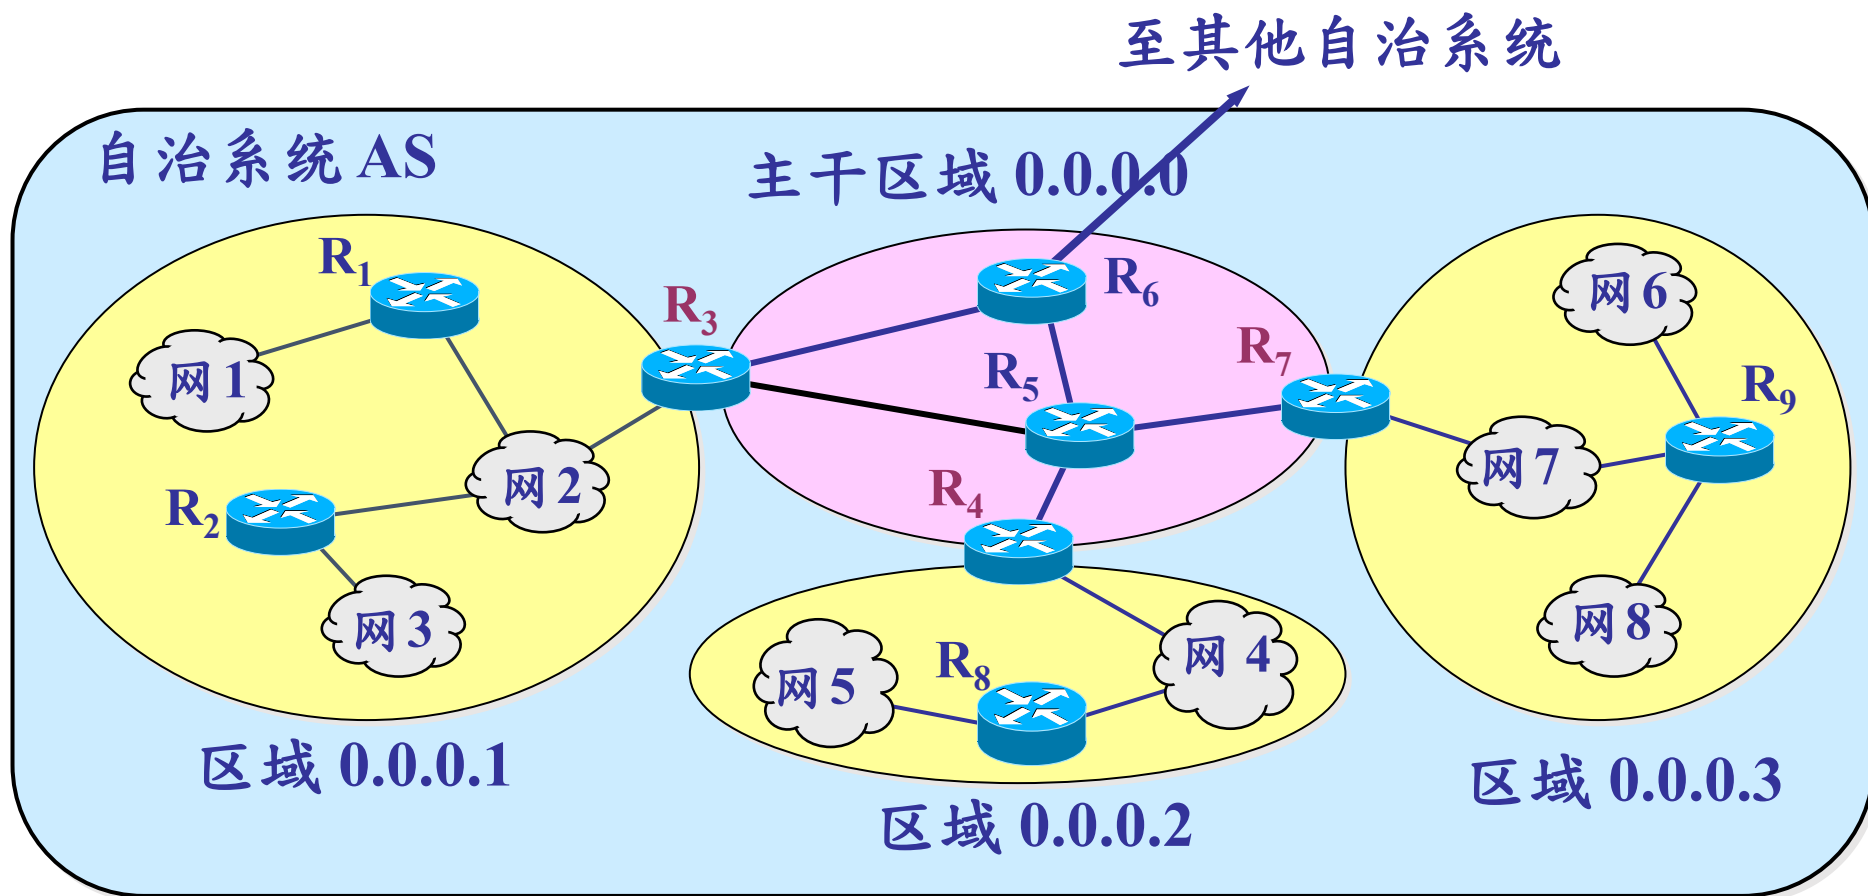 至其他自治系统
自治系统 AS
主干区域 0.0.0.0
R1
R3
R6
R7
R5
R9
R4
R2
R8
网1
网2
网3
网6
网7
网8
网5
网 4
区域 0.0.0.1
区域 0.0.0.2
区域 0.0.0.3